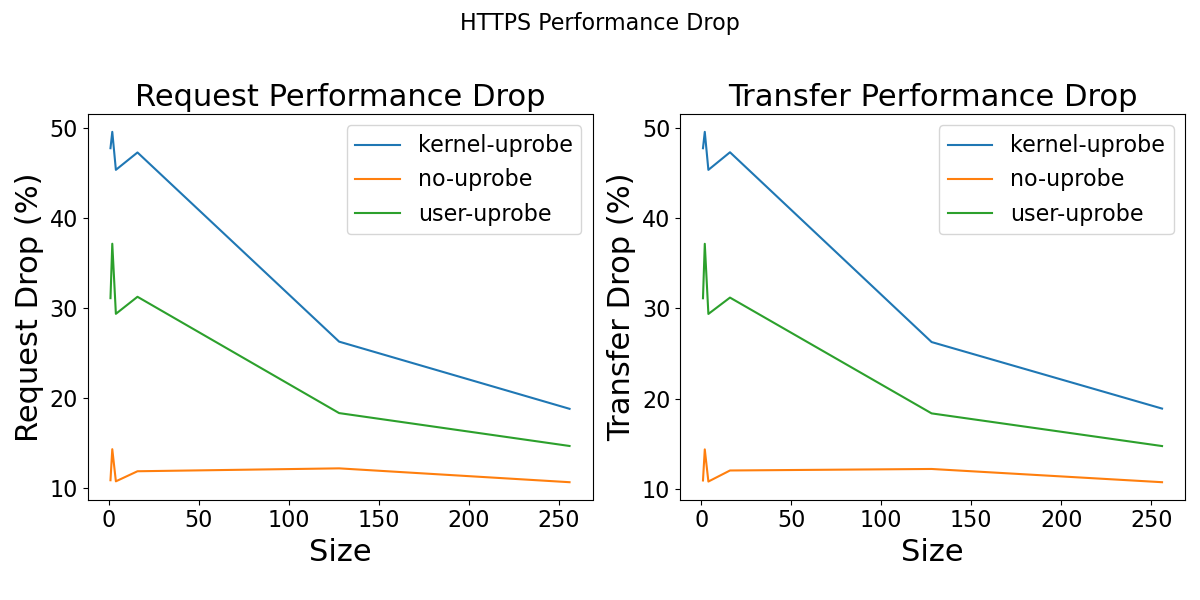 HTTPS Performance Drop
Request Performance Drop
50
40
30
20
10
Request Drop (%)
kernel-uprobe
no-uprobe
user-uprobe
0 50 100 150 200 250
Size
Transfer Performance Drop
50
40
30
20
10
Transfer Drop (%)
kernel-uprobe
no-uprobe
user-uprobe
0 50 100 150 200 250
Size